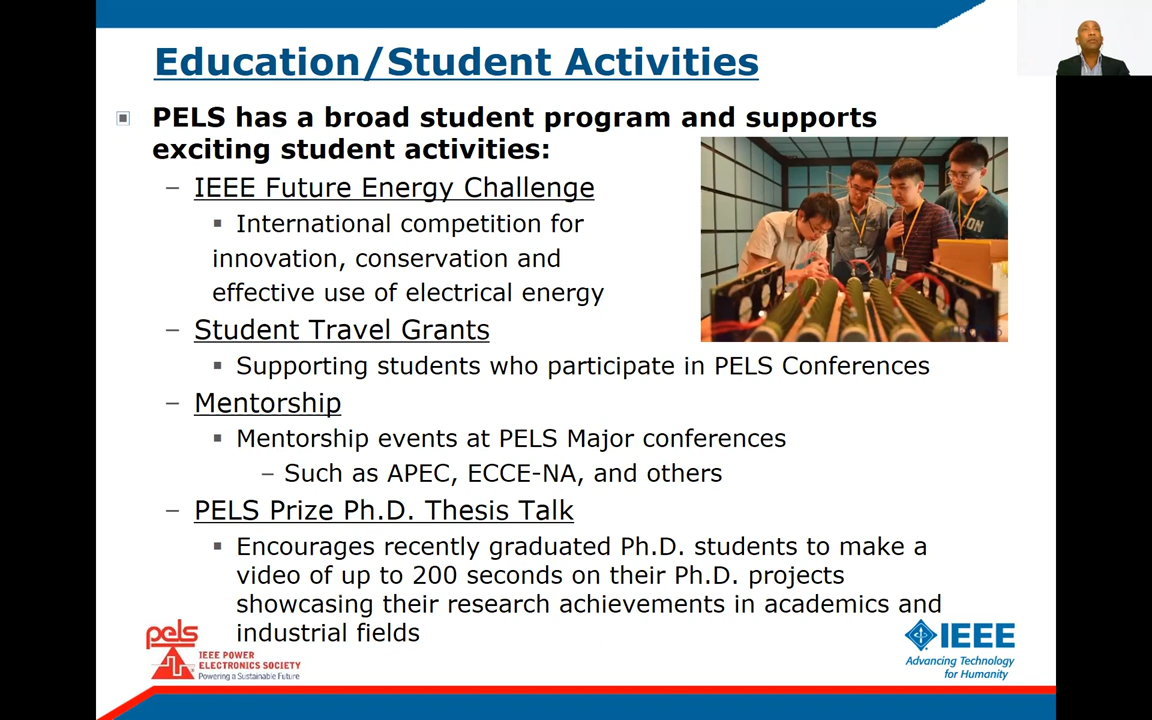 Education/Student Activities
PELS has a broad student program and supports
exciting student activities:
– IEEE Future Energy Challenge
▪ International competition for
innovation, conservation and
effective use of electrical energy
– Student Travel Grants
▪ Supporting students who participate in PELS Conferences
– Mentorship
▪ Mentorship events at PELS Major conferences
– Such as APEC, ECCE-NA, and others
– PELS Prize Ph.D. Thesis Talk
▪ Encourages recently graduated Ph.D. students to make a
video of up to 200 seconds on their Ph.D. projects
showcasing their research achievements in academics and
industrial fields
pels
IEEE POWER
ELECTRONICS SOCIETY
Powering a Sustainable Future
IEEE
Advancing Technology
for Humanity